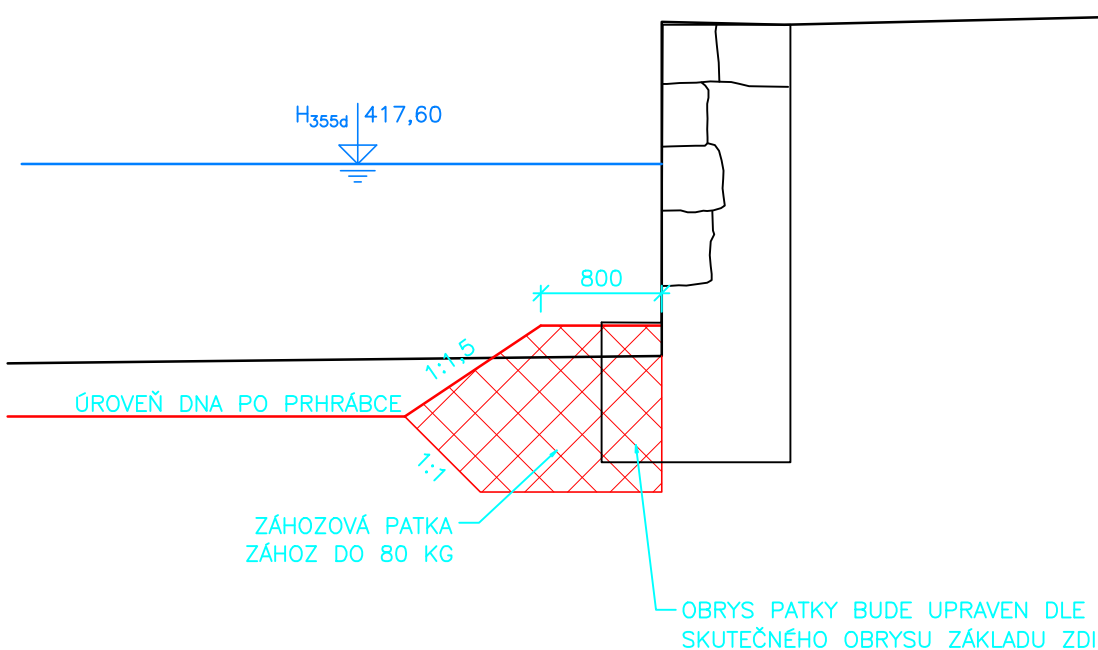 H355d 417,60
800
1:1,5
ÚROVEŇ DNA PO PRHRÁBCE
1:1
ZÁHOZOVÁ PATKA
ZÁHOZ DO 80 KG
OBRYS PATKY BUDE UPRAVEN DLE
SKUTEČNÉHO OBRYSU ZÁKLADU ZDI